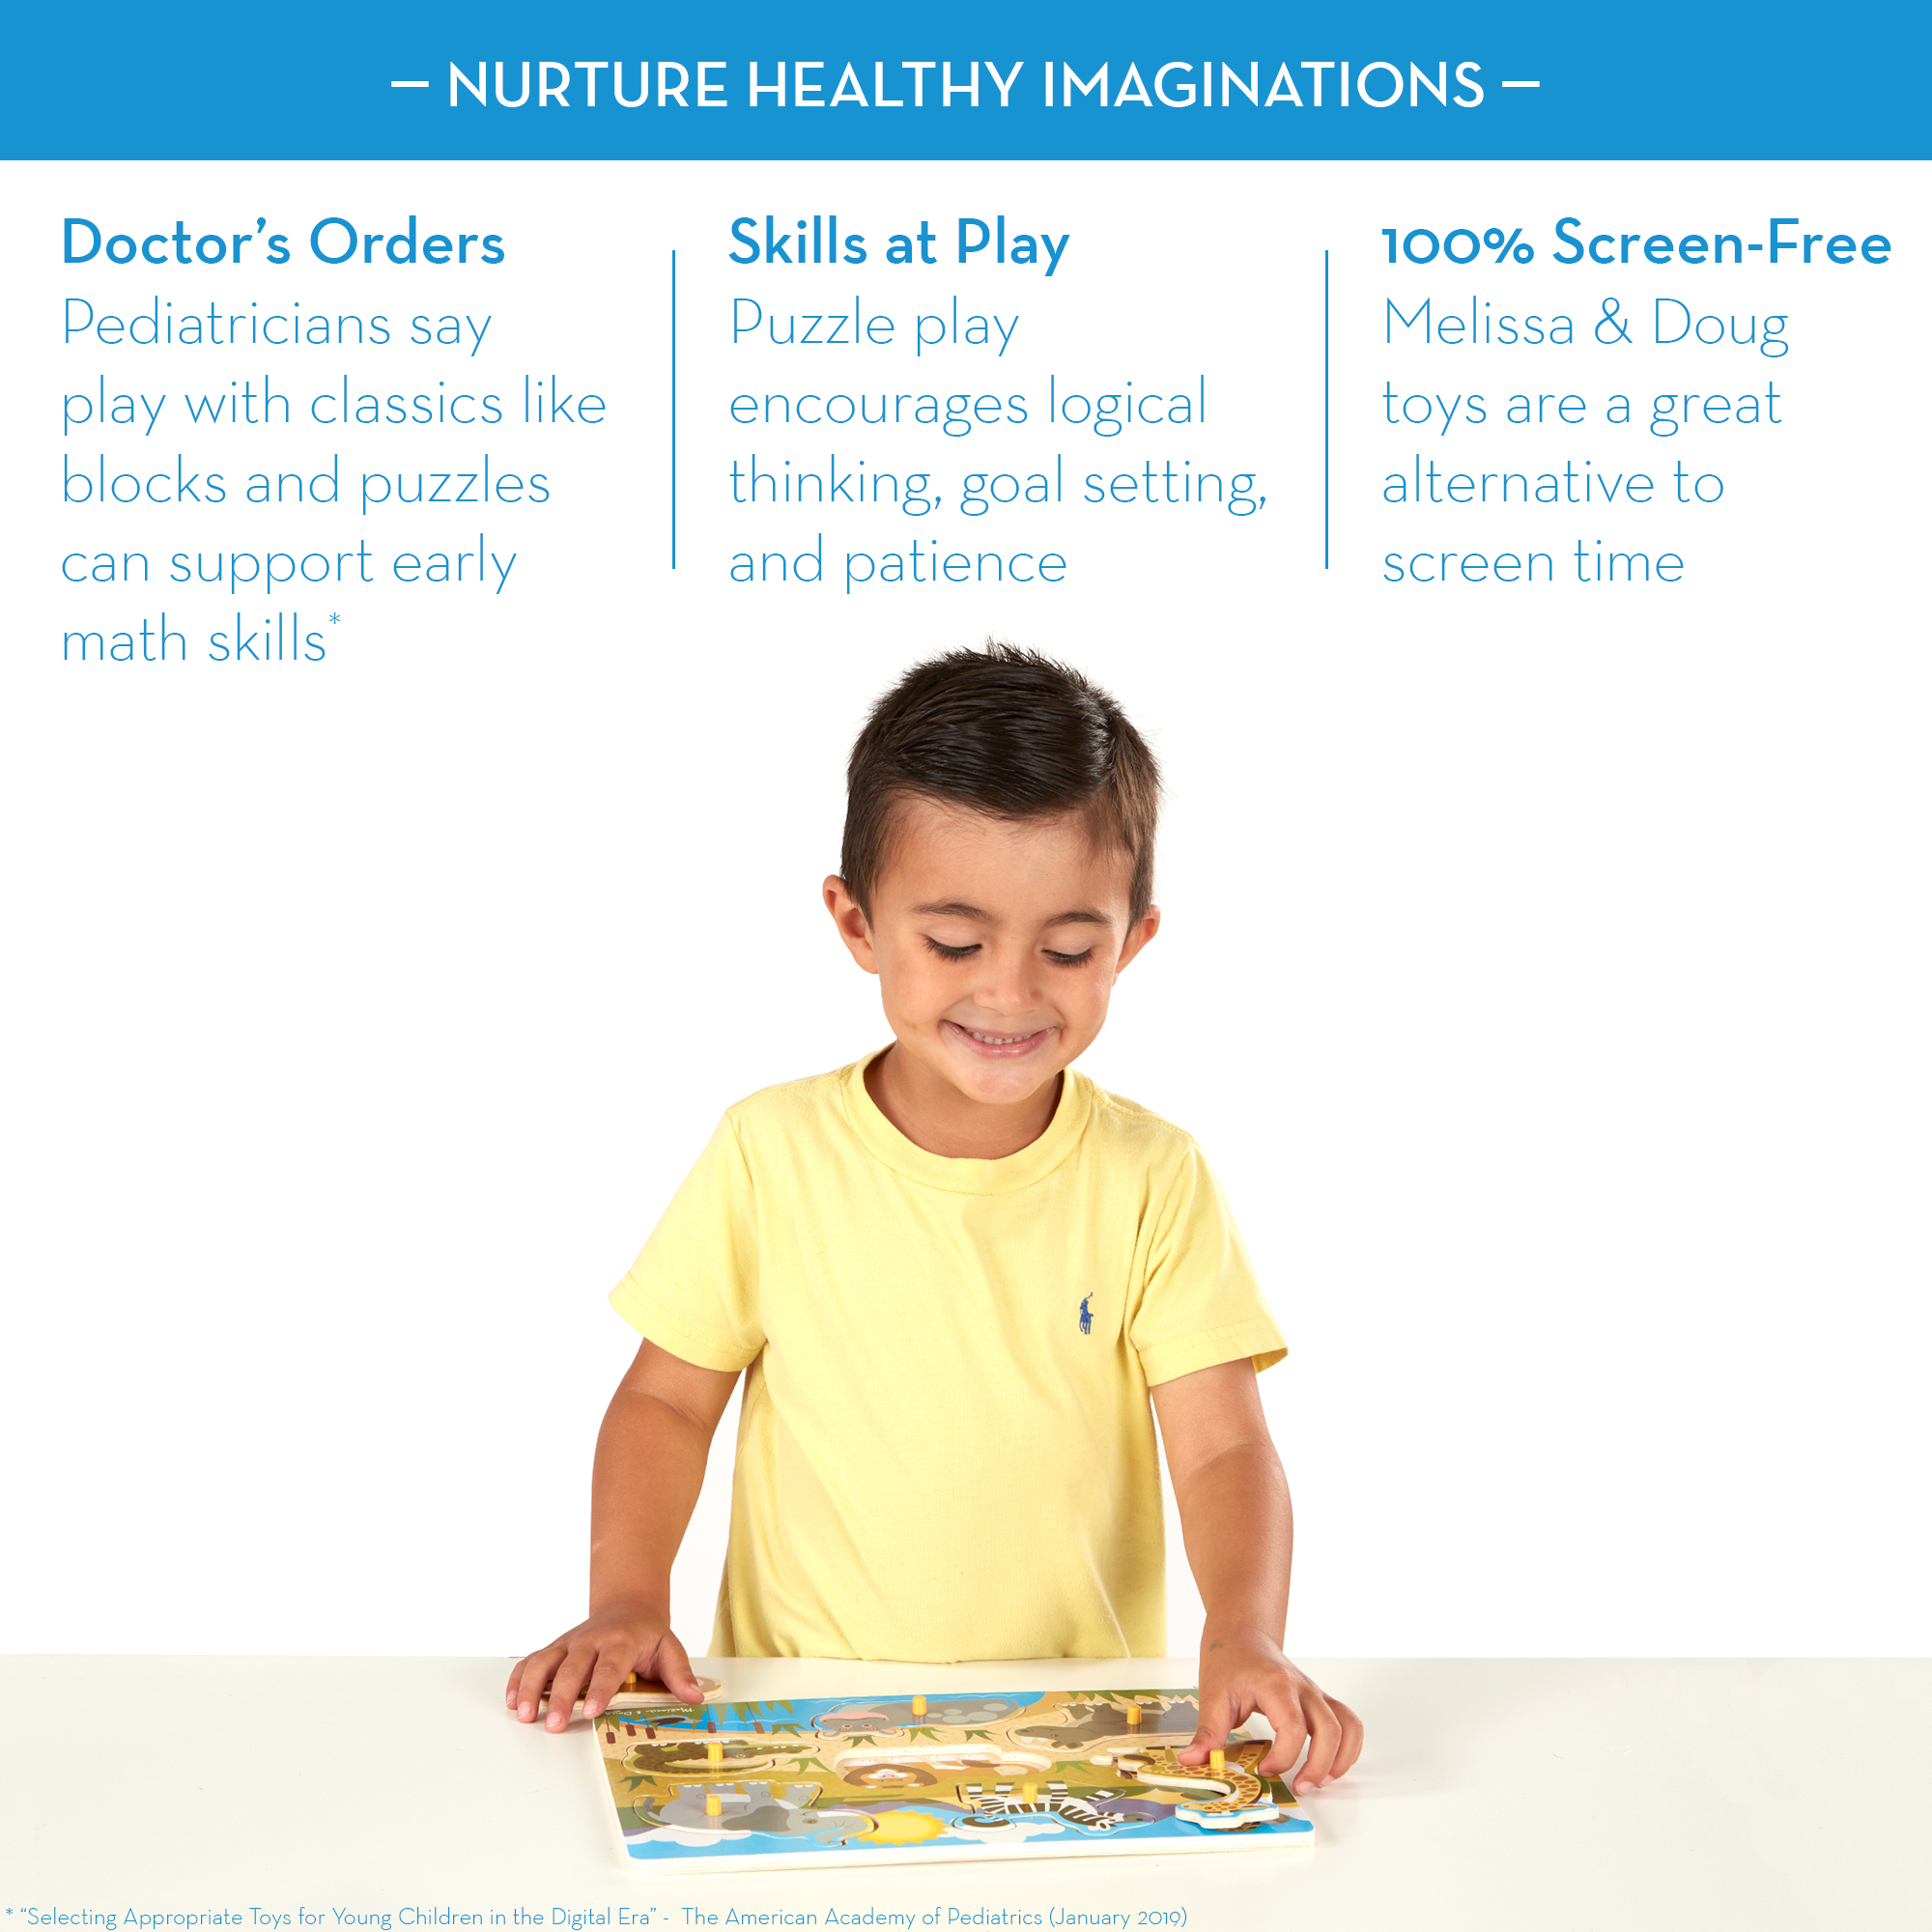 – NURTURE HEALTHY IMAGINATIONS –
Doctor’s Orders
Pediatricians say
play with classics like
blocks and puzzles
can support early
math skills*
Skills at Play
Puzzle play
encourages logical
thinking, goal setting,
and patience
100% Screen-Free
Melissa & Doug
toys are a great
alternative to
screen time
Melissa & Doug
* “Selecting Appropriate Toys for Young Children in the Digital Era” - The American Academy of Pediatrics (January 2019)